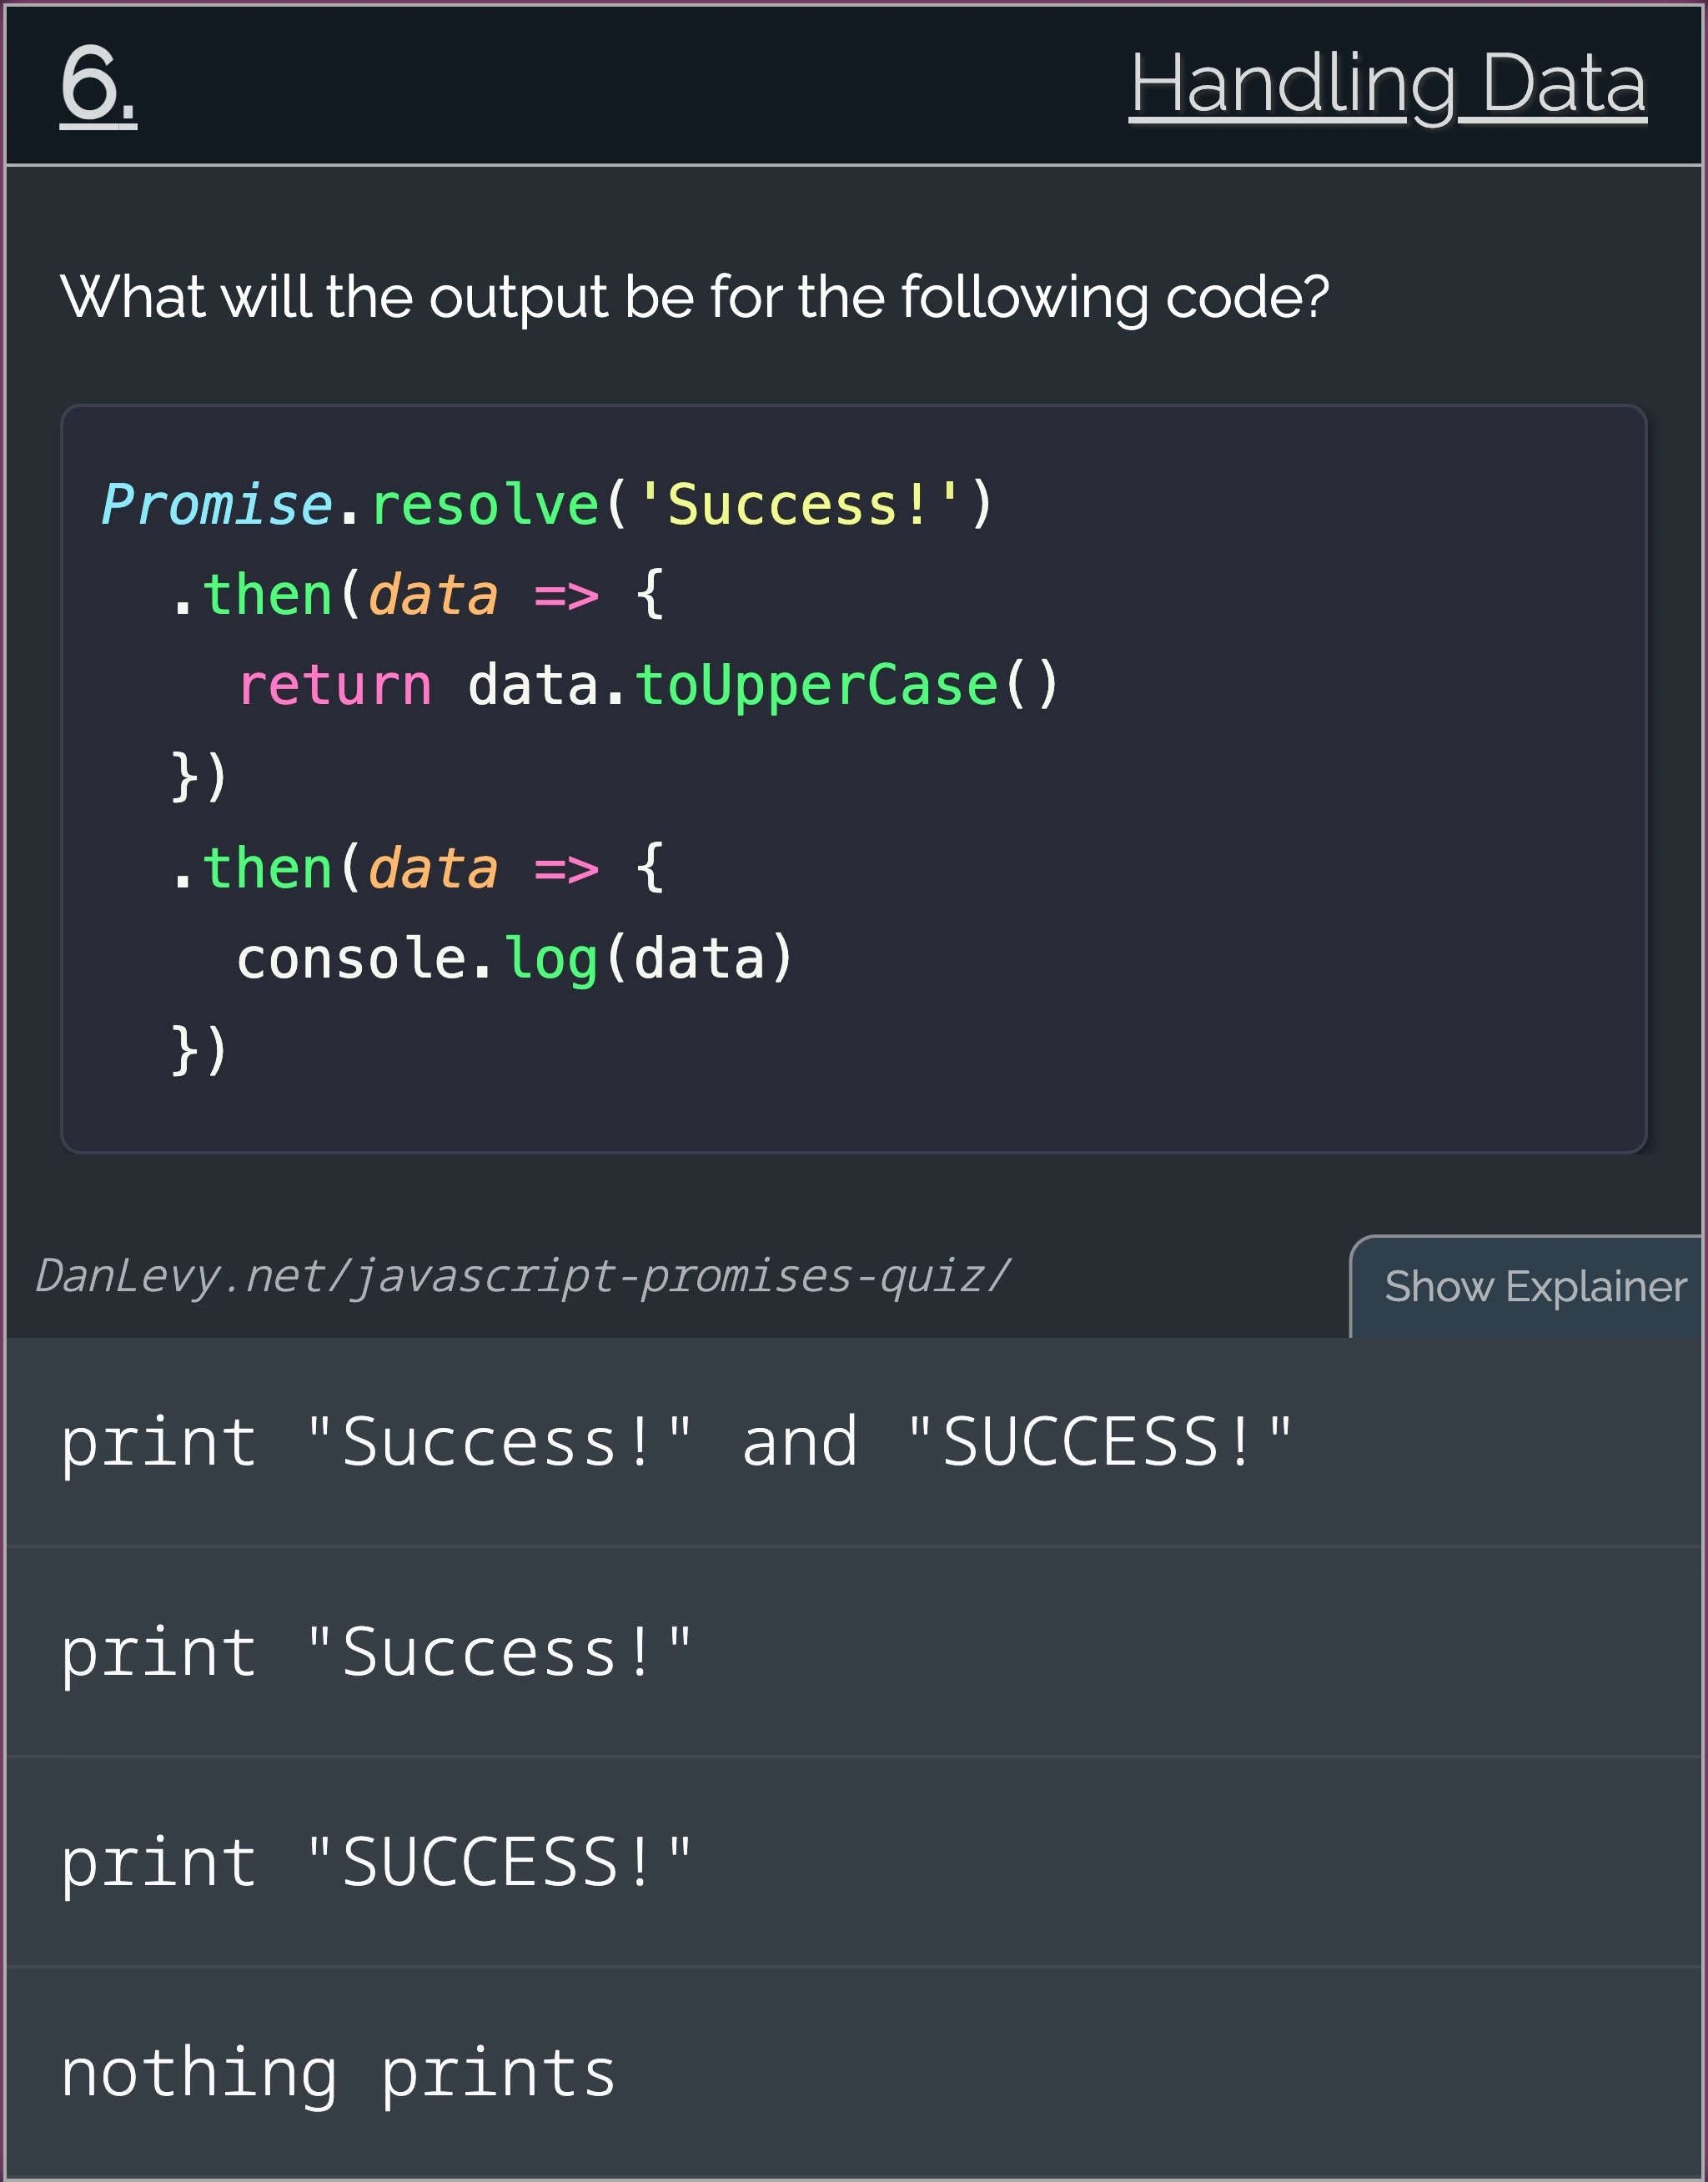 6.
Handling Data
What will the output be for the following code?
Promise.resolve('Success!')
  .then(data => {
    return data.toUpperCase()
  })
  .then(data => {
    console.log(data)
  })
DanLevy.net/javascript-promises-quiz/
Show Explainer
print "Success!" and "SUCCESS!"
print "Success!"
print "SUCCESS!"
nothing prints